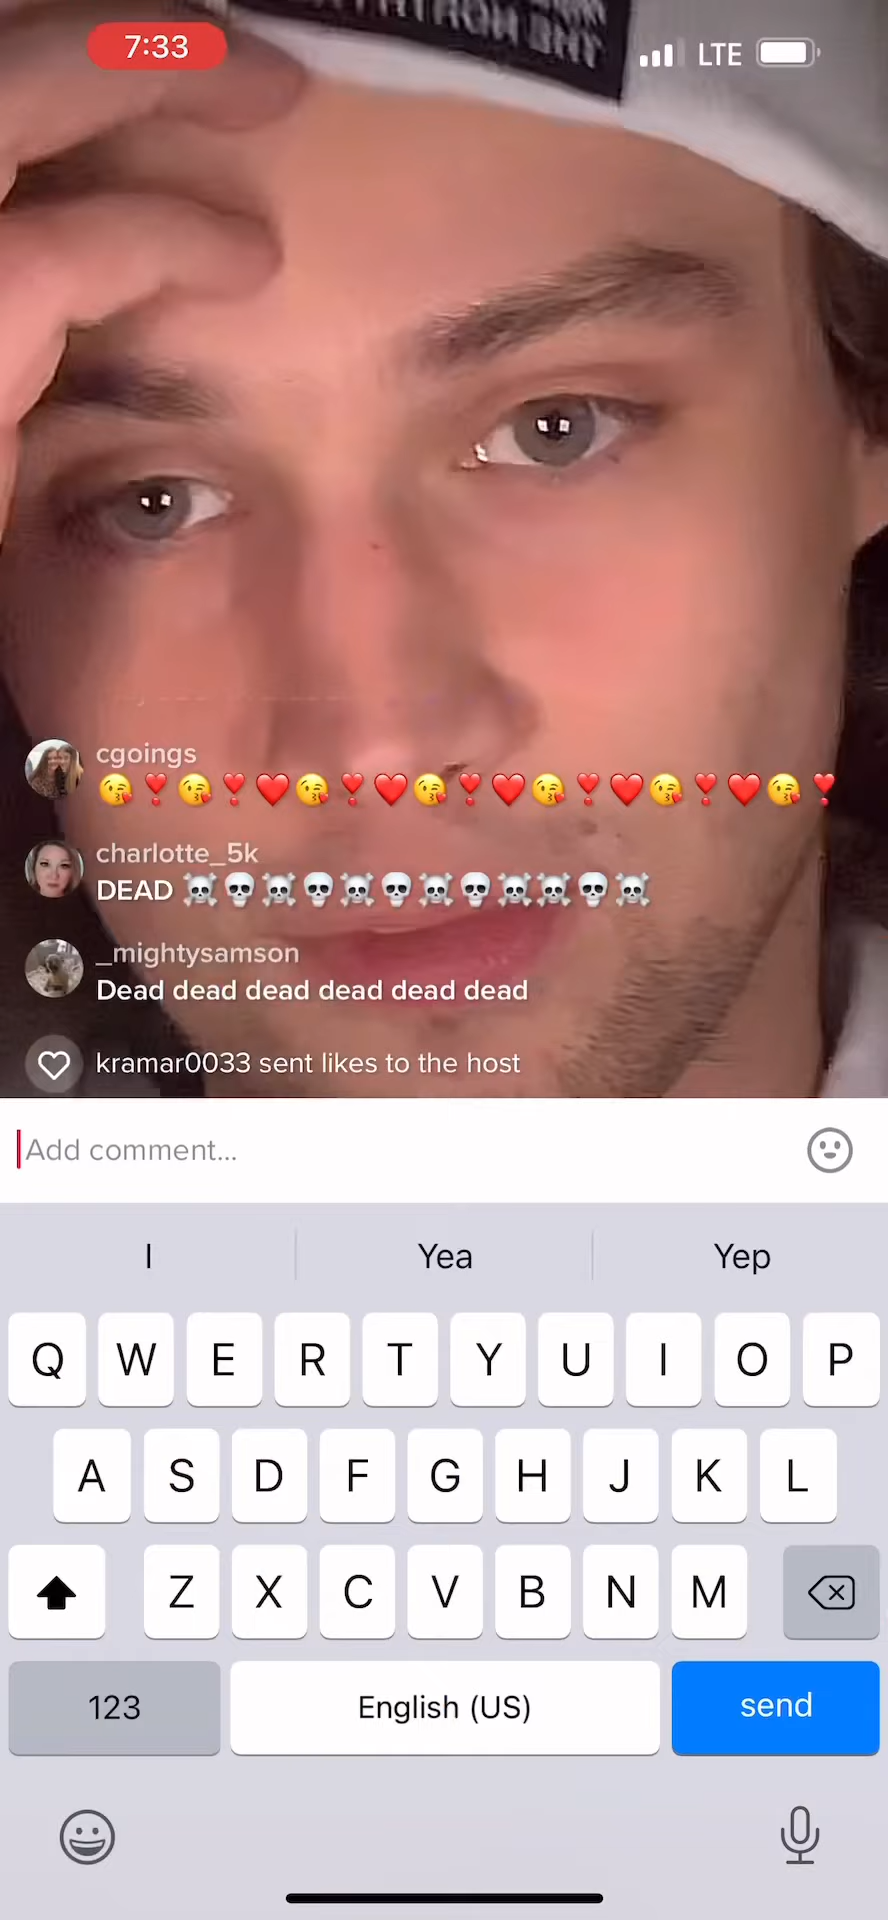 7:33
LTE
cgoings
😘❣️😘❣️❤️😘❣️❤️😘❣️❤️😘❣️❤️😘❣️❤️😘❣️
charlotte_5k
DEAD ☠️💀☠️💀☠️💀☠️💀☠️☠️💀☠️
_mightysamson
Dead dead dead dead dead dead
kramar0033 sent likes to the host
Add comment...
I Yea Yep
Q W E R T Y U I O P
A S D F G H J K L
Z X C V B N M
123 English (US) send